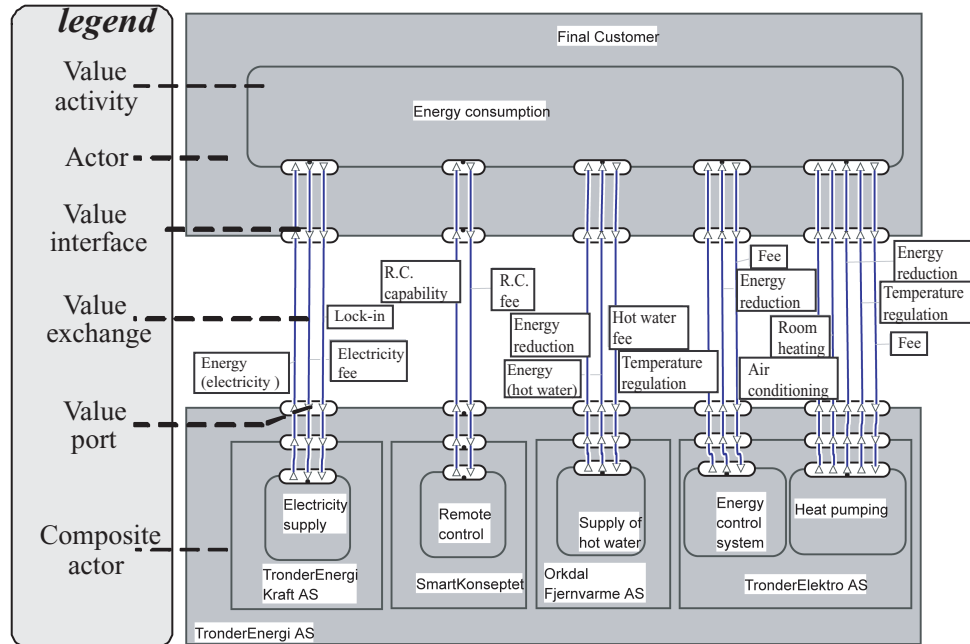 legend
Value
activity
Actor
Value
interface
Value
exchange
Value
port
Composite
actor
Final Customer
Energy consumption
R.C.
capability
R.C.
fee
Lock-in
Energy
(electricity )
Electricity
fee
Energy
reduction
Energy
(hot water)
Hot water
fee
Temperature
regulation
Fee
Energy
reduction
Room
heating
Air
conditioning
Energy
reduction
Temperature
regulation
Fee
Electricity
supply
TronderEnergi
Kraft AS
Remote
control
SmartKonseptet
Supply of
hot water
Orkdal
Fjernvarme AS
Energy
control
system
Heat pumping
TronderElektro AS
TronderEnergi AS